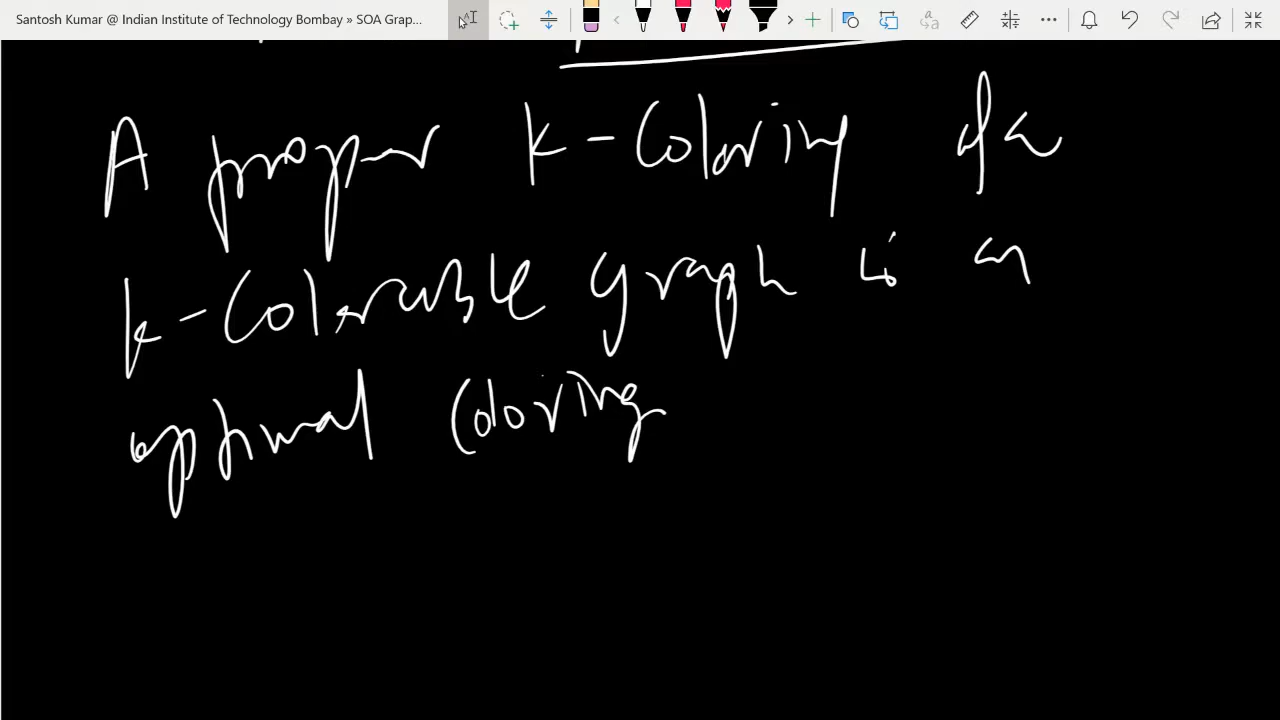 Santosh Kumar @ Indian Institute of Technology Bombay » SOA Grap...
A proper k-Coloring of a
k-Colorable graph is an
optimal Coloring